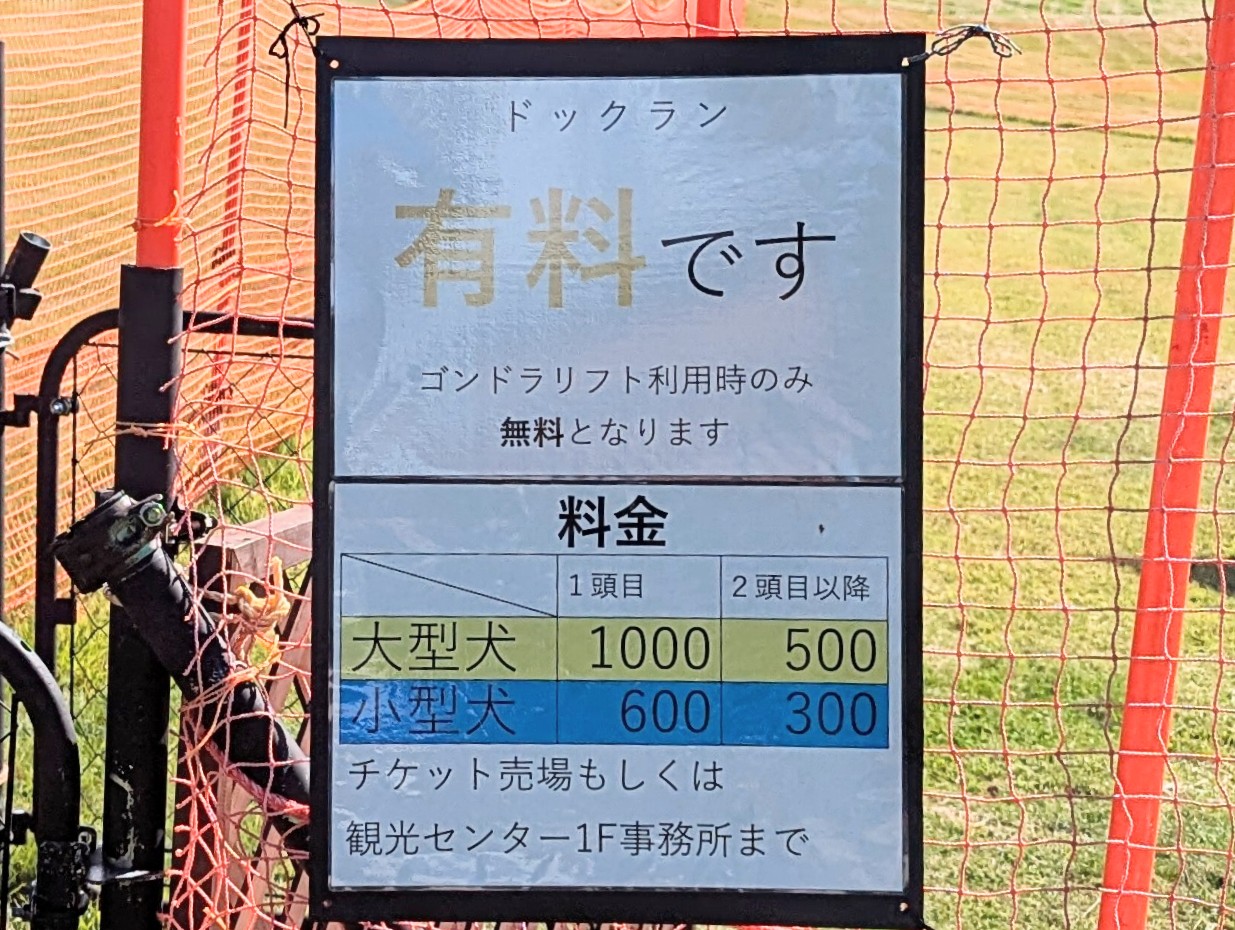 ドックラン
有料です
ゴンドラリフト利用時のみ
無料となります
料金
1頭目 2頭目以降
大型犬 1000 500
小型犬 600 300
チケット売場もしくは
観光センター1F事務所まで